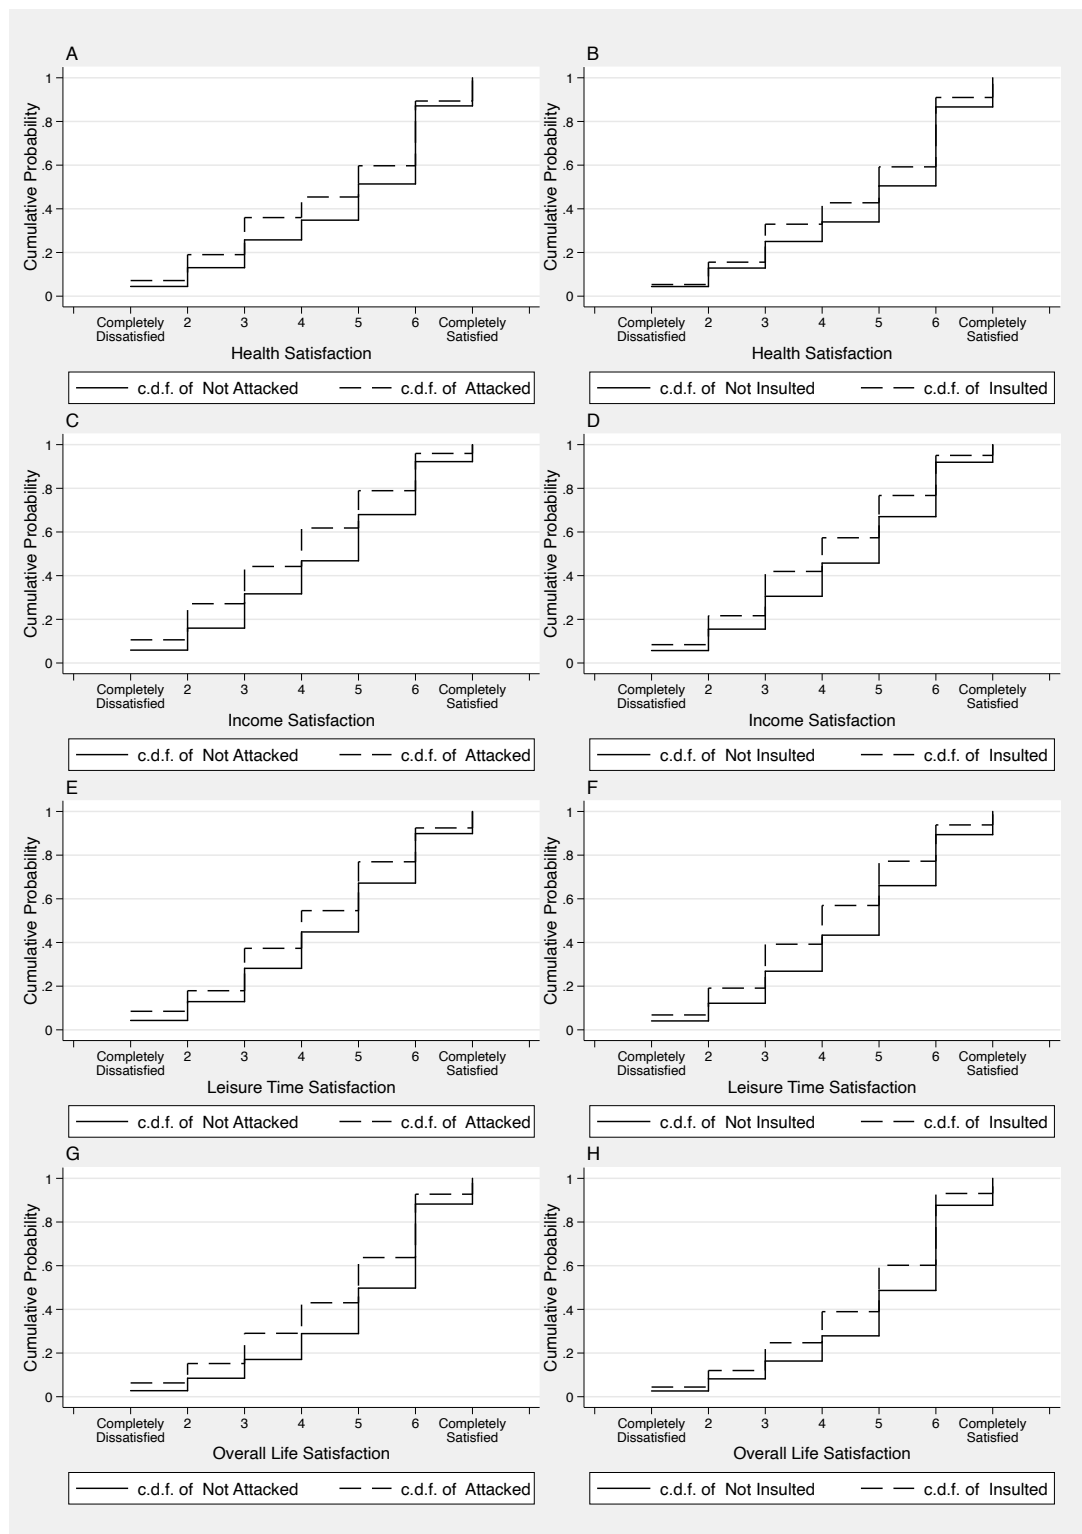 A
Cumulative Probability
1
.8
.6
.4
.2
0
Completely Dissatisfied 2 3 4 5 6 Completely Satisfied
Health Satisfaction
c.d.f. of Not Attacked c.d.f. of Attacked
B
Cumulative Probability
1
.8
.6
.4
.2
0
Completely Dissatisfied 2 3 4 5 6 Completely Satisfied
Health Satisfaction
c.d.f. of Not Insulted c.d.f. of Insulted
C
Cumulative Probability
1
.8
.6
.4
.2
0
Completely Dissatisfied 2 3 4 5 6 Completely Satisfied
Income Satisfaction
c.d.f. of Not Attacked c.d.f. of Attacked
D
Cumulative Probability
1
.8
.6
.4
.2
0
Completely Dissatisfied 2 3 4 5 6 Completely Satisfied
Income Satisfaction
c.d.f. of Not Insulted c.d.f. of Insulted
E
Cumulative Probability
1
.8
.6
.4
.2
0
Completely Dissatisfied 2 3 4 5 6 Completely Satisfied
Leisure Time Satisfaction
c.d.f. of Not Attacked c.d.f. of Attacked
F
Cumulative Probability
1
.8
.6
.4
.2
0
Completely Dissatisfied 2 3 4 5 6 Completely Satisfied
Leisure Time Satisfaction
c.d.f. of Not Insulted c.d.f. of Insulted
G
Cumulative Probability
1
.8
.6
.4
.2
0
Completely Dissatisfied 2 3 4 5 6 Completely Satisfied
Overall Life Satisfaction
c.d.f. of Not Attacked c.d.f. of Attacked
H
Cumulative Probability
1
.8
.6
.4
.2
0
Completely Dissatisfied 2 3 4 5 6 Completely Satisfied
Overall Life Satisfaction
c.d.f. of Not Insulted c.d.f. of Insulted